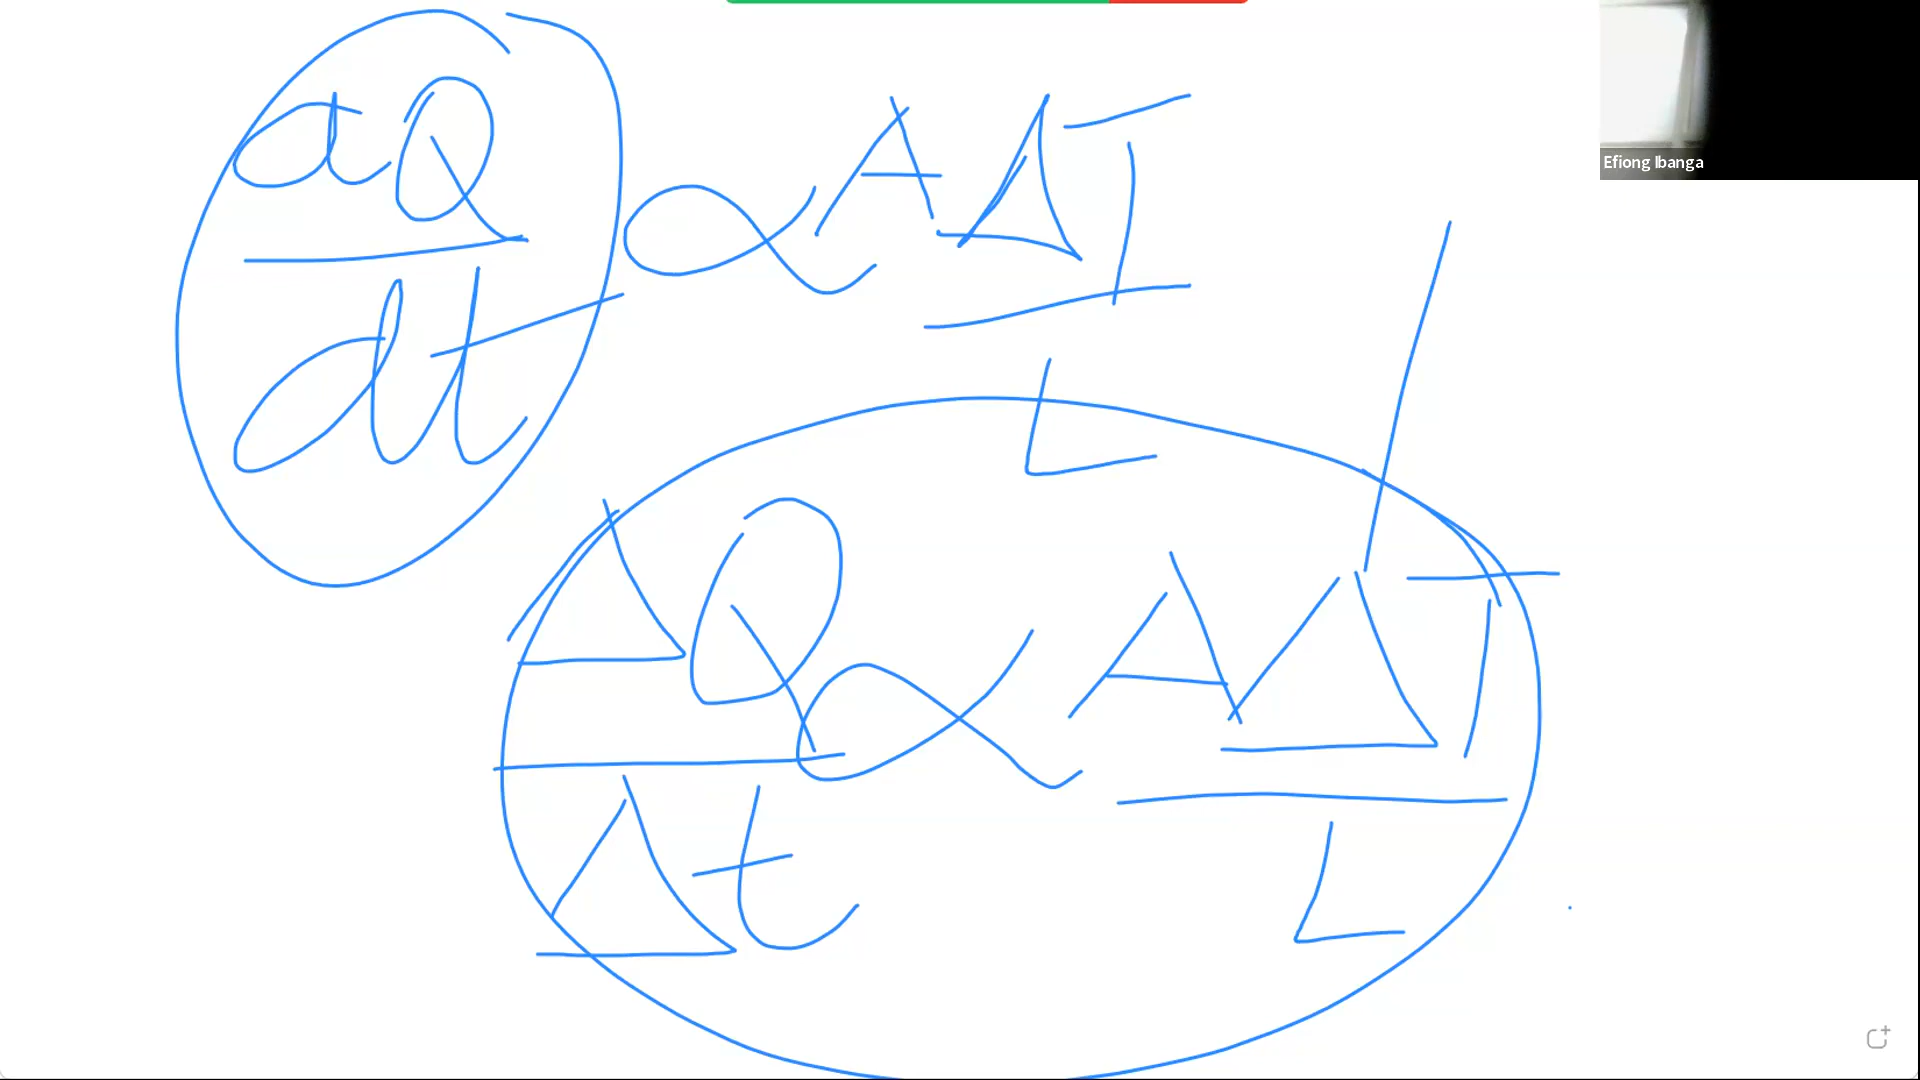 dQ/dt ∝ AΔT/L
Efiong Ibanga
ΔQ/Δt ∝ AΔT/L